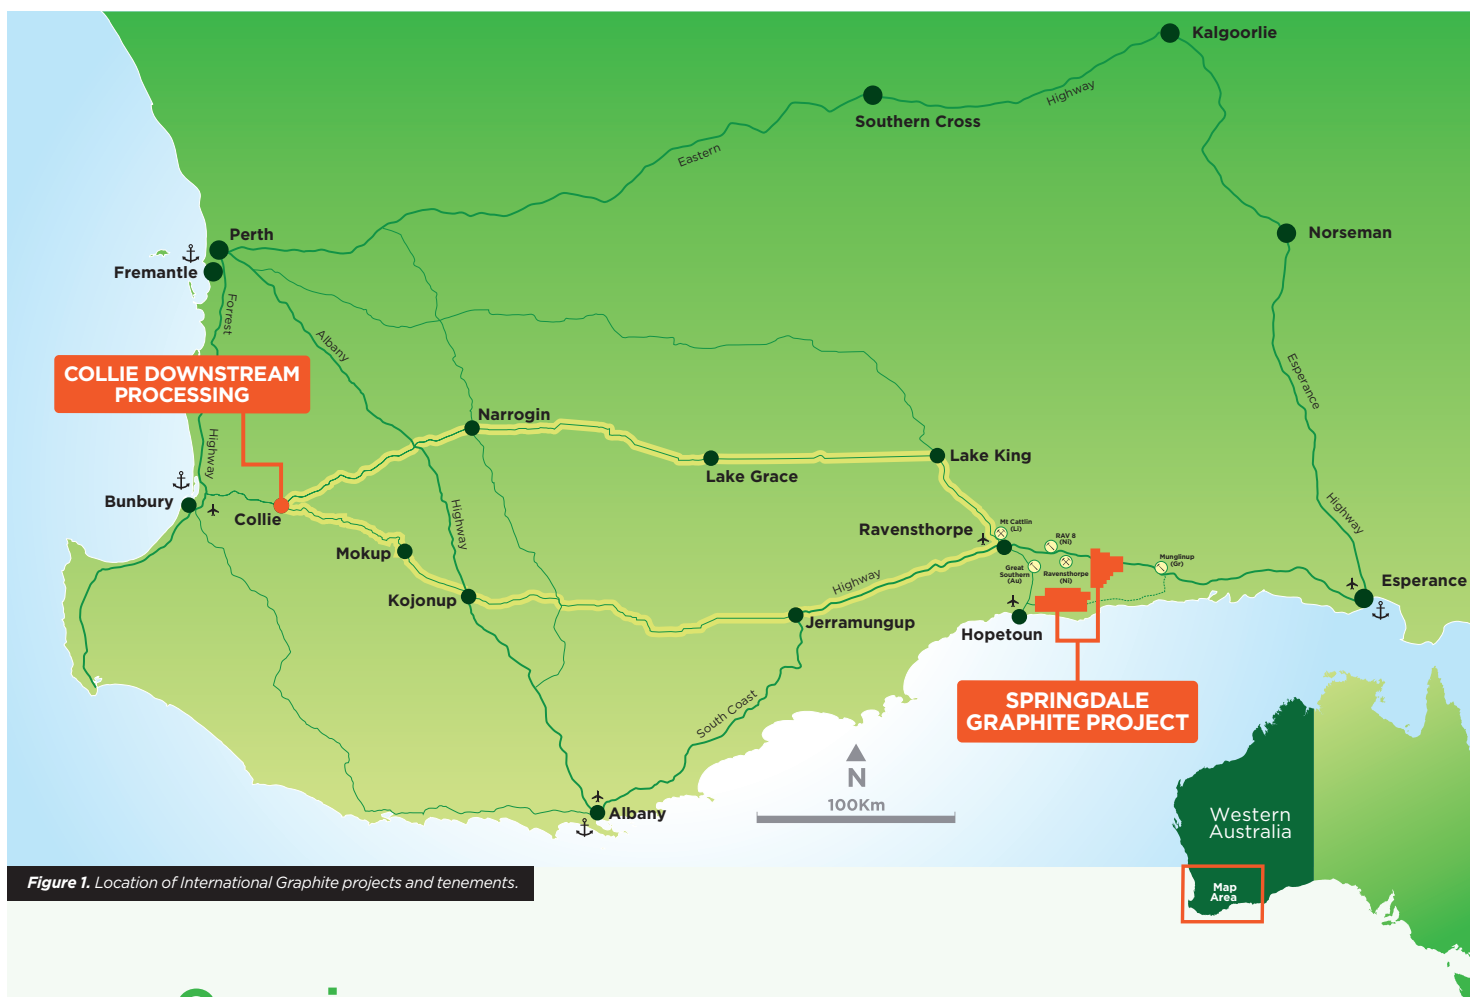 Kalgoorlie
Highway
Southern Cross
Eastern
Perth
Norseman
Fremantle
Forrest
Albany
Esperance
COLLIE DOWNSTREAM
PROCESSING
Narrogin
Highway
Lake King
Lake Grace
Bunbury
Highway
Highway
Collie
Mt Cattlin
(Li)
Ravensthorpe
RAV 8
(Ni)
Mokup
Munglinup
(Gr)
Great
Southern
(Au)
Ravensthorpe
(Ni)
Highway
Esperance
Kojonup
Jerramungup
Hopetoun
SPRINGDALE
GRAPHITE PROJECT
South Coast
N
100Km
Albany
Western
Australia
Map
Area
Figure 1. Location of International Graphite projects and tenements.